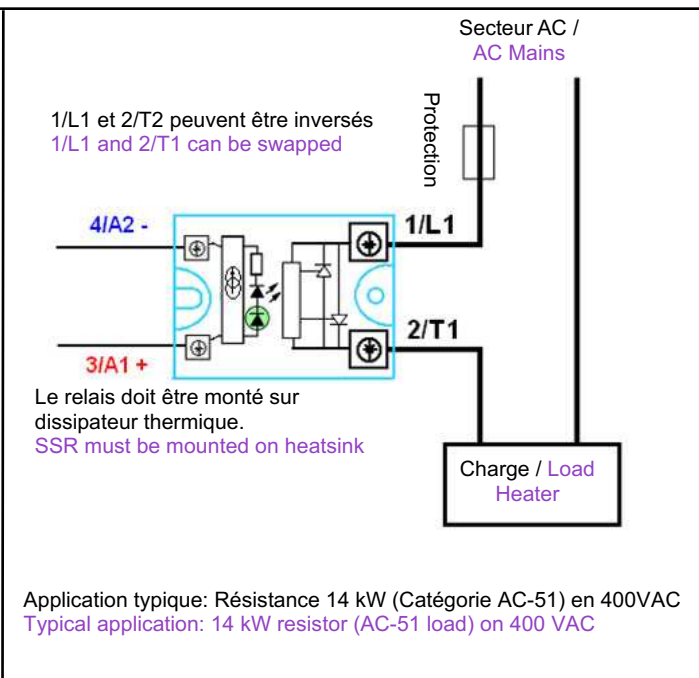 Secteur AC /
AC Mains
Protection
1/L1 et 2/T2 peuvent être inversés
1/L1 and 2/T1 can be swapped
4/A2 -
1/L1
2/T1
3/A1 +
Le relais doit être monté sur
dissipateur thermique.
SSR must be mounted on heatsink
Charge / Load
Heater
Application typique: Résistance 14 kW (Catégorie AC-51) en 400VAC
Typical application: 14 kW resistor (AC-51 load) on 400 VAC